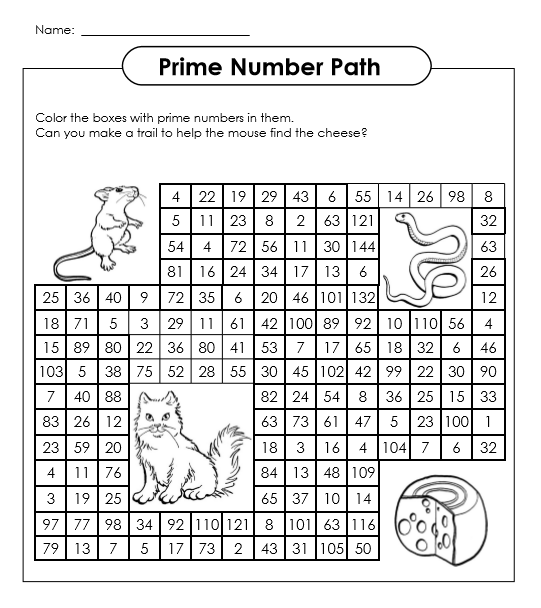 Name:
Prime Number Path
Color the boxes with prime numbers in them.
Can you make a trail to help the mouse find the cheese?
4 22 19 29 43 6 55 14 26 98 8
5 11 23 8 2 63 121 32
54 4 72 56 11 30 144 63
81 16 24 34 17 13 6 26
25 36 40 9 72 35 6 20 46 101 132 12
18 71 5 3 29 11 61 42 100 89 92 10 110 56 4
15 89 80 22 36 80 41 53 7 17 65 18 32 6 46
103 5 38 75 52 28 55 30 45 102 42 99 22 30 90
7 40 88 82 24 54 8 36 25 15 33
83 26 12 63 73 61 47 5 23 100 1
23 59 20 18 3 16 4 104 7 6 32
4 11 76 84 13 48 109
3 19 25 65 37 10 14
97 77 98 34 92 110 121 8 101 63 116
79 13 7 5 17 73 2 43 31 105 50